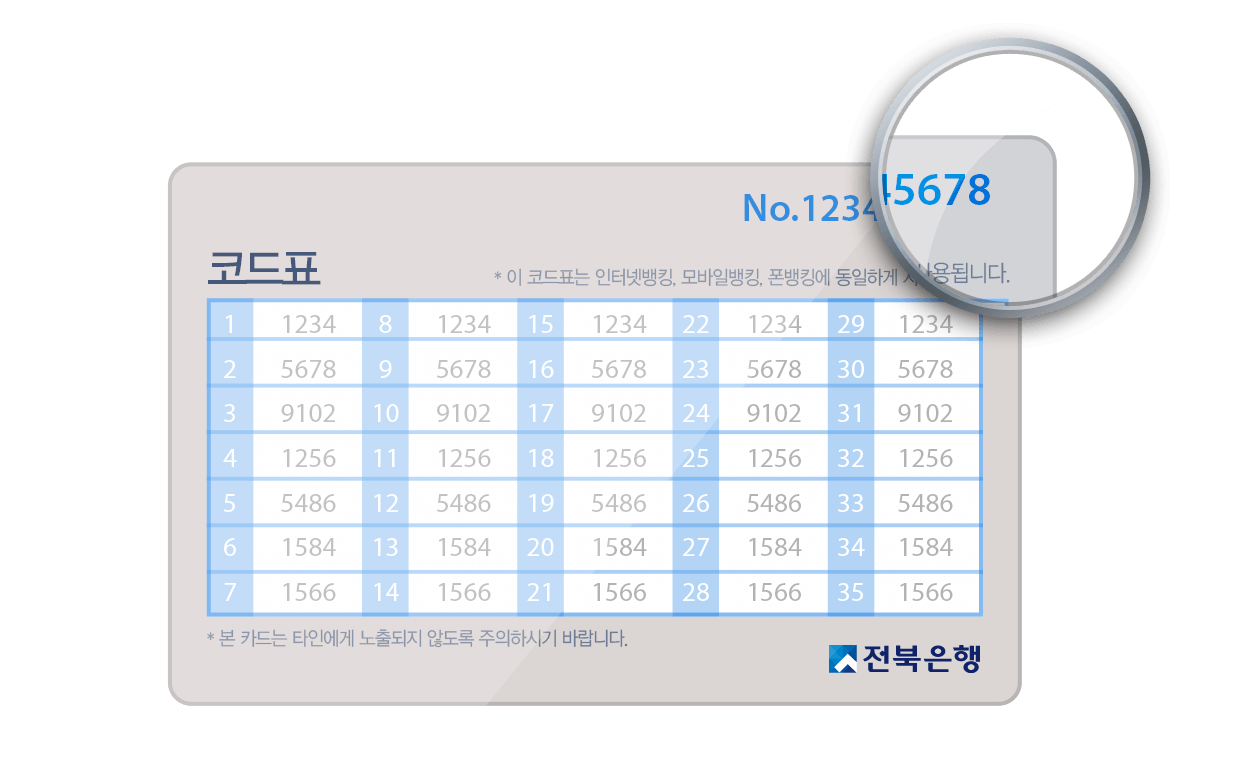 No.12345678
코드표
* 이 코드표는 인터넷뱅킹, 모바일뱅킹, 폰뱅킹에 동일하게 사용됩니다.
1 1234 8 1234 15 1234 22 1234 29 1234
2 5678 9 5678 16 5678 23 5678 30 5678
3 9102 10 9102 17 9102 24 9102 31 9102
4 1256 11 1256 18 1256 25 1256 32 1256
5 5486 12 5486 19 5486 26 5486 33 5486
6 1584 13 1584 20 1584 27 1584 34 1584
7 1566 14 1566 21 1566 28 1566 35 1566
* 본 카드는 타인에게 노출되지 않도록 주의하시기 바랍니다.
전북은행